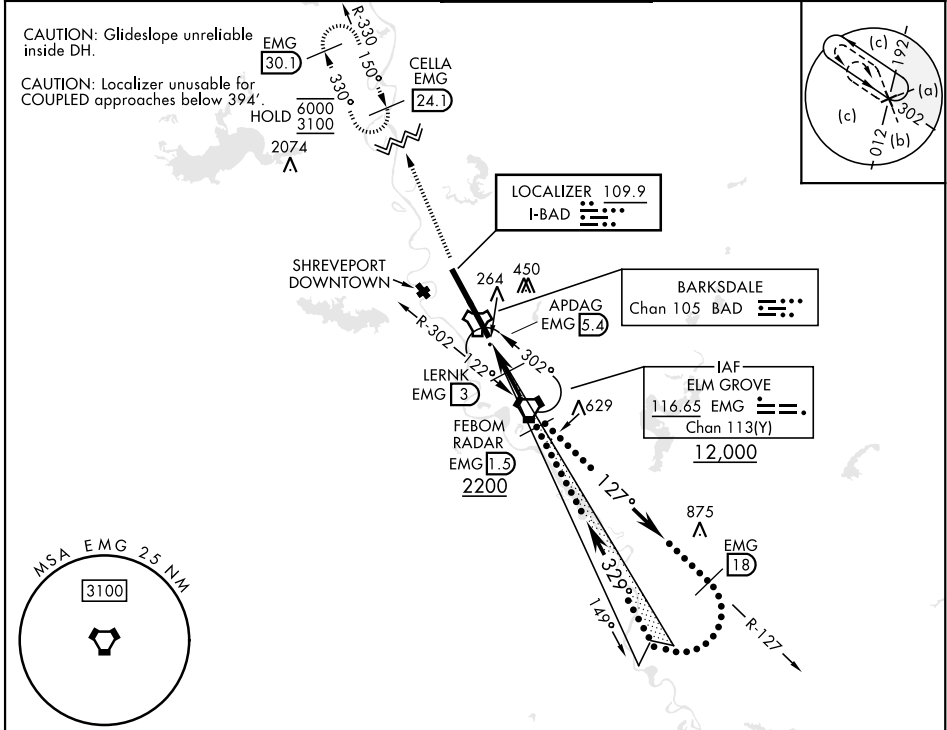 CAUTION: Glideslope unreliable
inside DH.
CAUTION: Localizer unusable for
COUPLED approaches below 394'.
EMG
30.1
R-330
150°
330°
CELLA
EMG
24.1
HOLD 6000
3100
2074
(c)
192
(a)
302
(c)
012
(b)
LOCALIZER 109.9
I-BAD
SHREVEPORT
DOWNTOWN
264
450
BARKSDALE
Chan 105 BAD
APDAG
EMG 5.4
R-302
122°
302°
LERNK
EMG 3
IAF
ELM GROVE
116.65 EMG
Chan 113(Y)
12,000
629
FEBOM
RADAR
EMG 1.5
2200
127°
875
EMG
18
329°
149°
R-127
MSA EMG 25 NM
3100